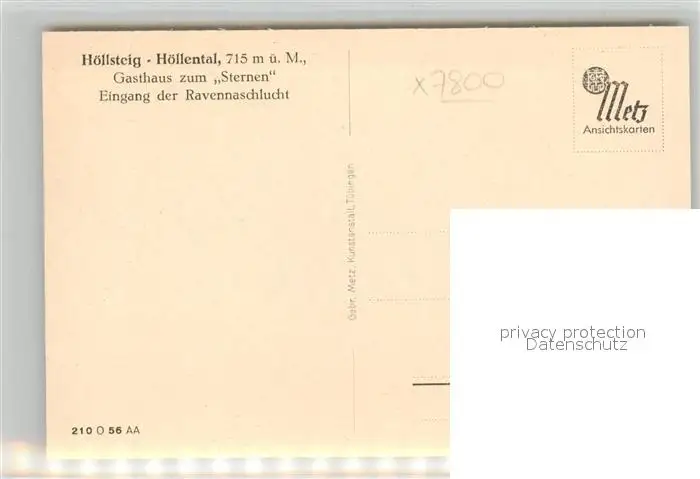 Höllsteig - Höllental, 715 m ü. M.,
Gasthaus zum „Sternen“
Eingang der Ravennaschlucht
x7800
Metz
Ansichtskarten
Gebr. Metz, Kunstanstalt, Tübingen
privacy protection
Datenschutz
210 O 56 AA